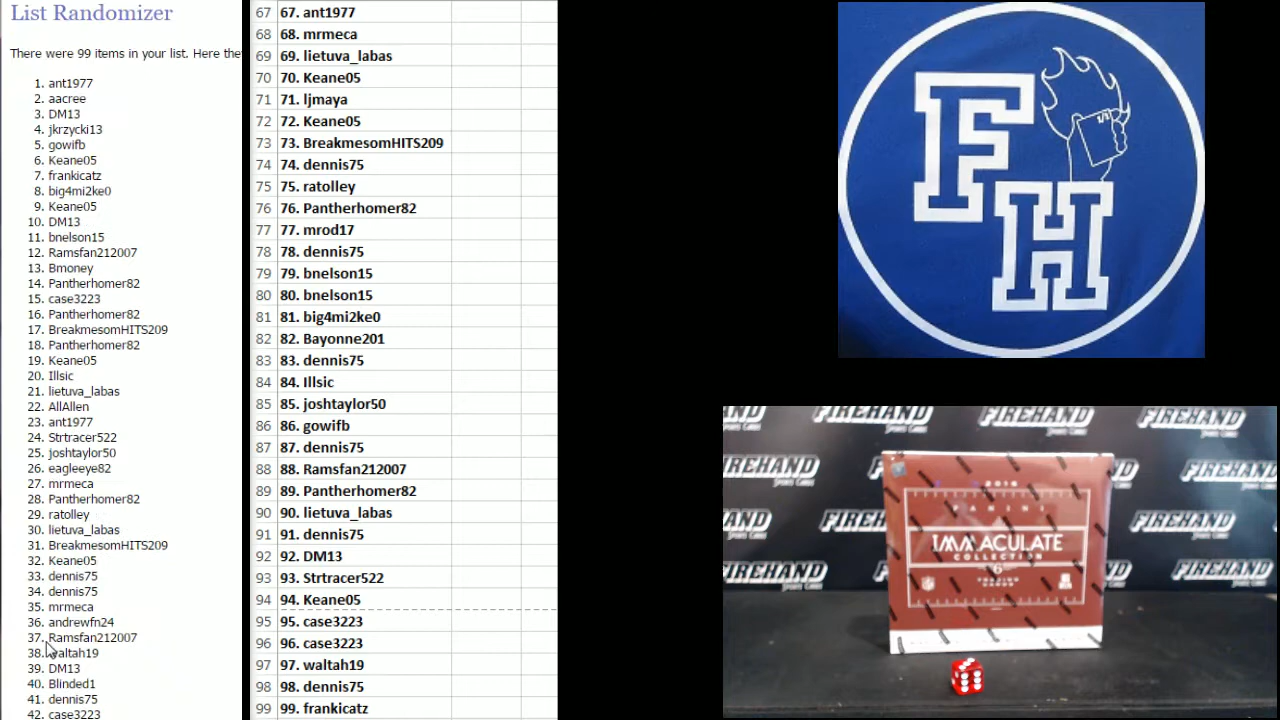 List Randomizer
There were 99 items in your list. Here the
1. ant1977
2. aacree
3. DM13
4. jkrzycki13
5. gowifb
6. Keane05
7. frankicatz
8. big4mi2ke0
9. Keane05
10. DM13
11. bnelson15
12. Ramsfan212007
13. Bmoney
14. Pantherhomer82
15. case3223
16. Pantherhomer82
17. BreakmesomHITS209
18. Pantherhomer82
19. Keane05
20. Illsic
21. lietuva_labas
22. AllAllen
23. ant1977
24. Strtracer522
25. joshtaylor50
26. eagleeye82
27. mrmeca
28. Pantherhomer82
29. ratolley
30. lietuva_labas
31. BreakmesomHITS209
32. Keane05
33. dennis75
34. dennis75
35. mrmeca
36. andrewfn24
37. Ramsfan212007
38. waltah19
39. DM13
40. Blinded1
41. dennis75
42. case3223
67 67. ant1977
68 68. mrmeca
69 69. lietuva_labas
70 70. Keane05
71 71. ljmaya
72 72. Keane05
73 73. BreakmesomHITS209
74 74. dennis75
75 75. ratolley
76 76. Pantherhomer82
77 77. mrod17
78 78. dennis75
79 79. bnelson15
80 80. bnelson15
81 81. big4mi2ke0
82 82. Bayonne201
83 83. dennis75
84 84. Illsic
85 85. joshtaylor50
86 86. gowifb
87 87. dennis75
88 88. Ramsfan212007
89 89. Pantherhomer82
90 90. lietuva_labas
91 91. dennis75
92 92. DM13
93 93. Strtracer522
94 94. Keane05
95 95. case3223
96 96. case3223
97 97. waltah19
98 98. dennis75
99 99. frankicatz
F
H
1/1
FIREHAND
2016
PANINI
IMMACULATE
COLLECTION
6
TRADING
CARDS
NFL